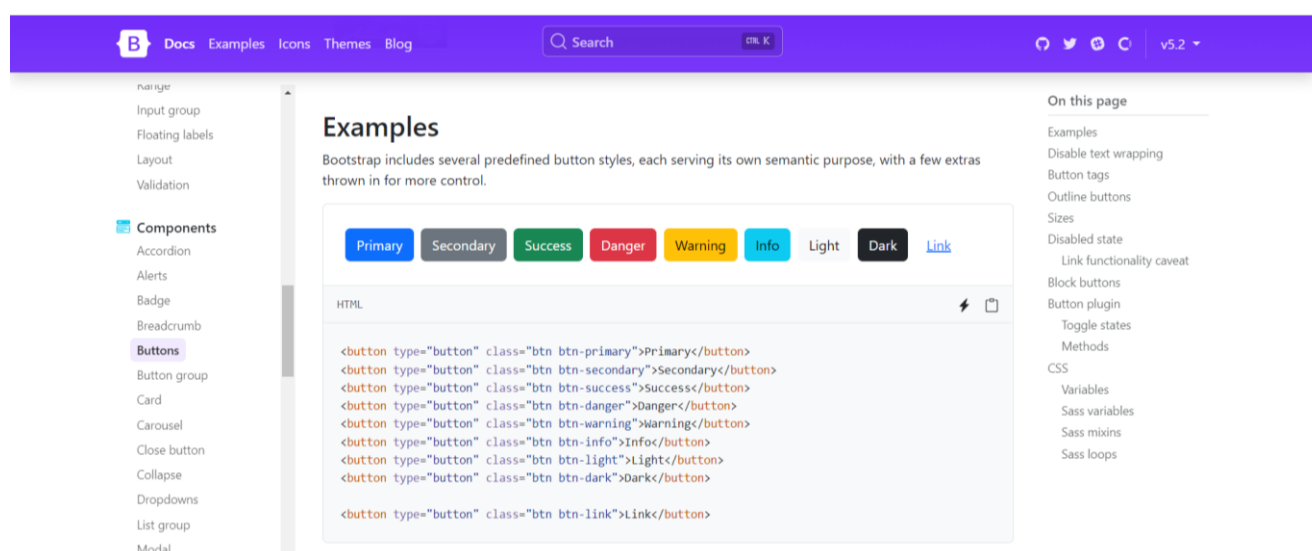 B Docs Examples Icons Themes Blog Search CTRL K v5.2
Range
Input group
Floating labels
Layout
Validation
Components
Accordion
Alerts
Badge
Breadcrumb
Buttons
Button group
Card
Carousel
Close button
Collapse
Dropdowns
List group
Modal
Examples
Bootstrap includes several predefined button styles, each serving its own semantic purpose, with a few extras
thrown in for more control.
Primary Secondary Success Danger Warning Info Light Dark Link
HTML
<button type="button" class="btn btn-primary">Primary</button>
<button type="button" class="btn btn-secondary">Secondary</button>
<button type="button" class="btn btn-success">Success</button>
<button type="button" class="btn btn-danger">Danger</button>
<button type="button" class="btn btn-warning">Warning</button>
<button type="button" class="btn btn-info">Info</button>
<button type="button" class="btn btn-light">Light</button>
<button type="button" class="btn btn-dark">Dark</button>
<button type="button" class="btn btn-link">Link</button>
On this page
Examples
Disable text wrapping
Button tags
Outline buttons
Sizes
Disabled state
Link functionality caveat
Block buttons
Button plugin
Toggle states
Methods
CSS
Variables
Sass variables
Sass mixins
Sass loops